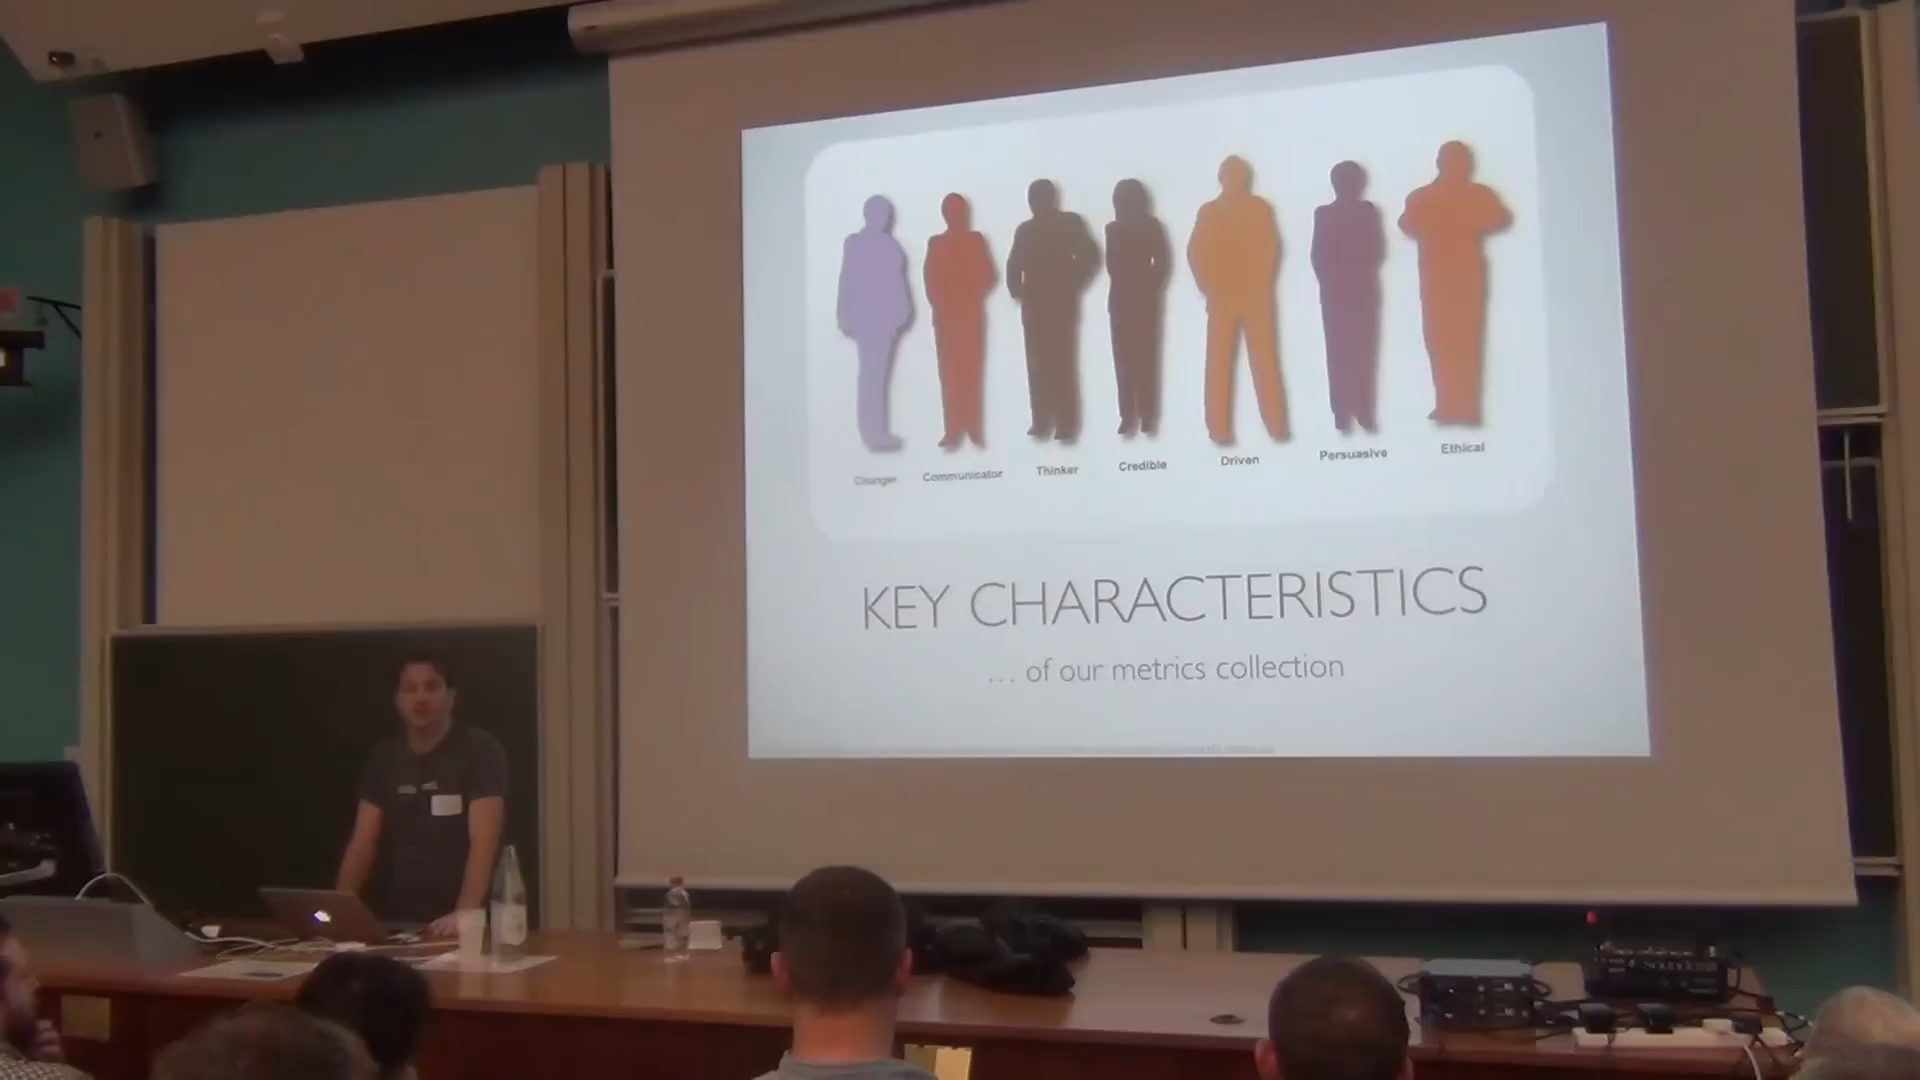 Changer Communicator Thinker Credible Driven Persuasive Ethical
KEY CHARACTERISTICS
... of our metrics collection